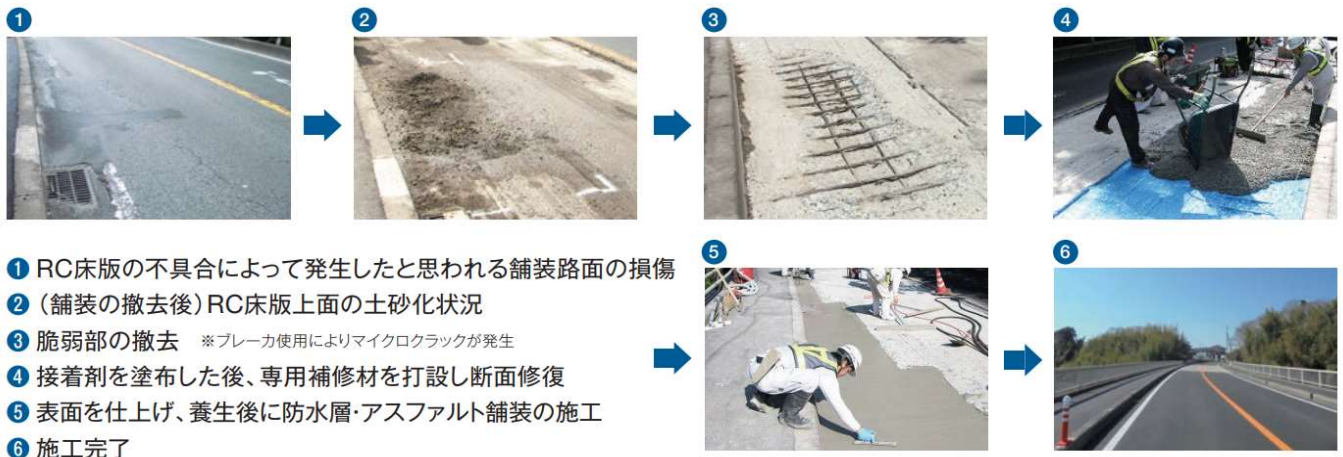 ❶
❷
❸
❹
❶ RC床版の不具合によって発生したと思われる舗装路面の損傷
❷ (舗装の撤去後)RC床版上面の土砂化状況
❸ 脆弱部の撤去 ※ブレーカ使用によりマイクロクラックが発生
❹ 接着剤を塗布した後、専用補修材を打設し断面修復
❺ 表面を仕上げ、養生後に防水層・アスファルト舗装の施工
❻ 施工完了
❺
❻